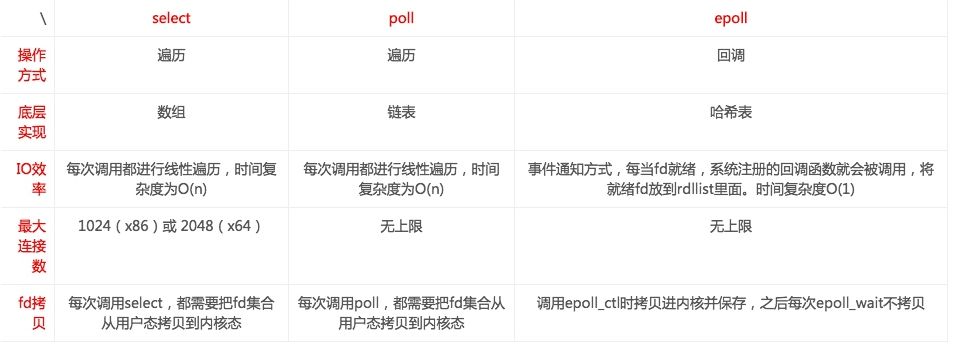 \ select poll epoll
操作
方式 遍历 遍历 回调
底层
实现 数组 链表 哈希表
IO效
率 每次调用都进行线性遍历，时间复
杂度为O(n) 每次调用都进行线性遍历，时间
复杂度为O(n) 事件通知方式，每当fd就绪，系统注册的回调函数就会被调用，将
就绪fd放到rdllist里面。时间复杂度O(1)
最大
连接
数 1024（x86）或 2048（x64） 无上限 无上限
fd拷
贝 每次调用select，都需要把fd集合
从用户态拷贝到内核态 每次调用poll，都需要把fd集合从
用户态拷贝到内核态 调用epoll_ctl时拷贝进内核并保存，之后每次epoll_wait不拷贝